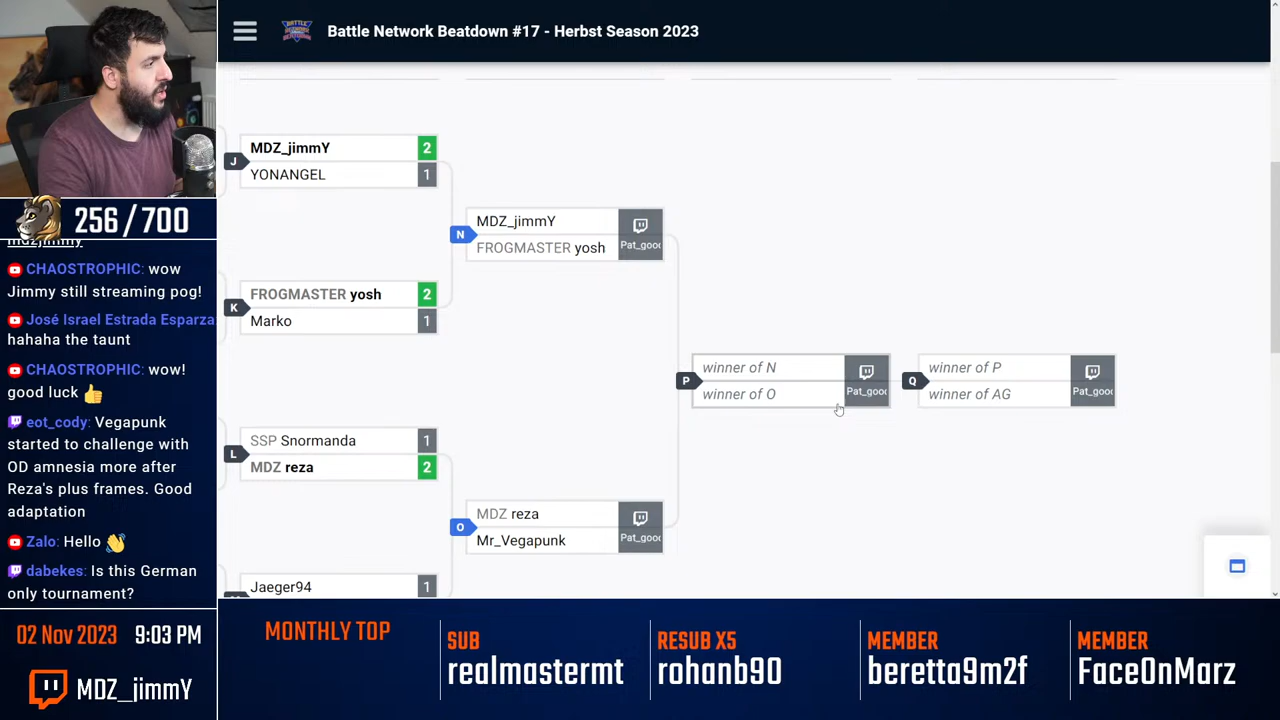 Battle Network Beatdown #17 - Herbst Season 2023
J
MDZ_jimmY 2
YONANGEL 1
K
FROGMASTER yosh 2
Marko 1
L
SSP Snormanda 1
MDZ reza 2
Jaeger94 1
N
MDZ_jimmY
FROGMASTER yosh
Pat_good
O
MDZ reza
Mr_Vegapunk
Pat_good
P
winner of N
winner of O
Pat_good
Q
winner of P
winner of AG
Pat_good
256 / 700
mdzjimmy
CHAOSTROPHIC: wow
Jimmy still streaming pog!
José Israel Estrada Esparza
hahaha the taunt
CHAOSTROPHIC: wow!
good luck
eot_cody: Vegapunk
started to challenge with
OD amnesia more after
Reza's plus frames. Good
adaptation
Zalo: Hello
dabekes: Is this German
only tournament?
02 Nov 2023 9:03 PM
MDZ_jimmY
MONTHLY TOP
SUB
realmastermt
RESUB X5
rohanb90
MEMBER
beretta9m2f
MEMBER
FaceOnMarz